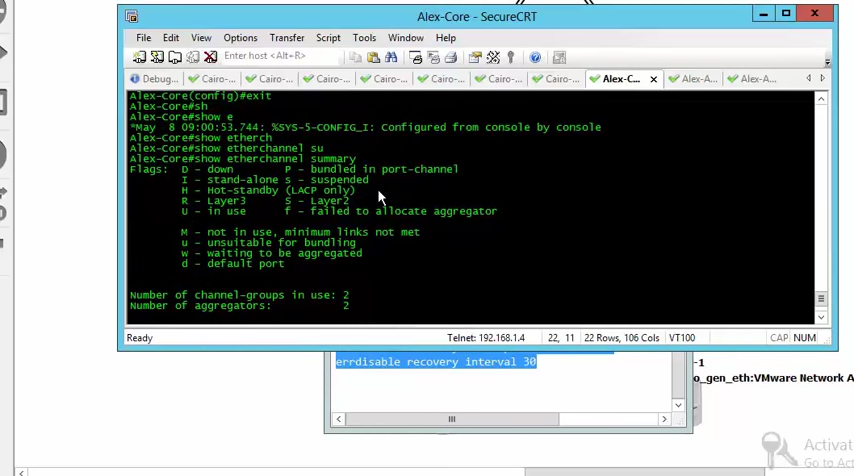 Alex-Core - SecureCRT
File Edit View Options Transfer Script Tools Window Help
Enter host <Alt+R>
Debug... Cairo-... Cairo-... Cairo-... Cairo-... Cairo-... Cairo-... Cairo-... Alex-C... Alex-A... Alex-A...
Alex-Core(config)#exit
Alex-Core#sh
Alex-Core#show e
*May  8 09:00:53.744: %SYS-5-CONFIG_I: Configured from console by console
Alex-Core#show etherch
Alex-Core#show etherchannel su
Alex-Core#show etherchannel summary
Flags:  D - down        P - bundled in port-channel
I - stand-alone s - suspended
H - Hot-standby (LACP only)
R - Layer3      S - Layer2
U - in use      f - failed to allocate aggregator
M - not in use, minimum links not met
u - unsuitable for bundling
w - waiting to be aggregated
d - default port
Number of channel-groups in use: 2
Number of aggregators:           2
Ready Telnet: 192.168.1.4 22, 11 22 Rows, 106 Cols VT100 CAP NUM
-1
errdisable recovery interval 30
o_gen_eth:VMware Network A
Activat
Go to Act